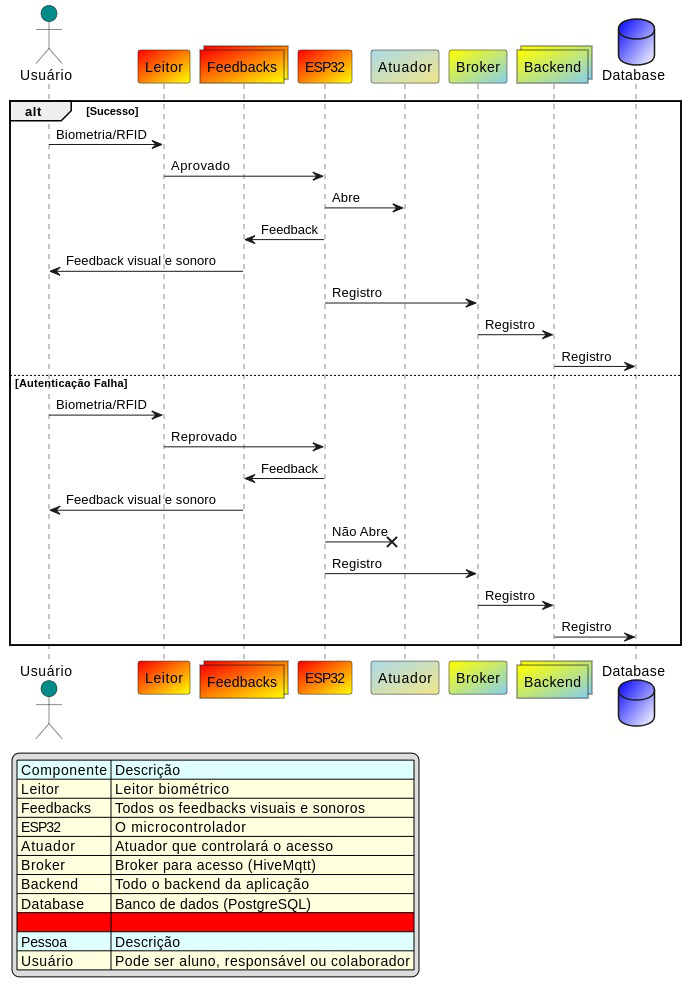 Usuário
Leitor
Feedbacks
ESP32
Atuador
Broker
Backend
Database
alt
[Sucesso]
Biometria/RFID
Aprovado
Abre
Feedback
Feedback visual e sonoro
Registro
Registro
Registro
[Autenticação Falha]
Biometria/RFID
Reprovado
Feedback
Feedback visual e sonoro
Não Abre
Registro
Registro
Registro
Usuário
Leitor
Feedbacks
ESP32
Atuador
Broker
Backend
Database
Componente Descrição
Leitor Leitor biométrico
Feedbacks Todos os feedbacks visuais e sonoros
ESP32 O microcontrolador
Atuador Atuador que controlará o acesso
Broker Broker para acesso (HiveMqtt)
Backend Todo o backend da aplicação
Database Banco de dados (PostgreSQL)
Pessoa Descrição
Usuário Pode ser aluno, responsável ou colaborador